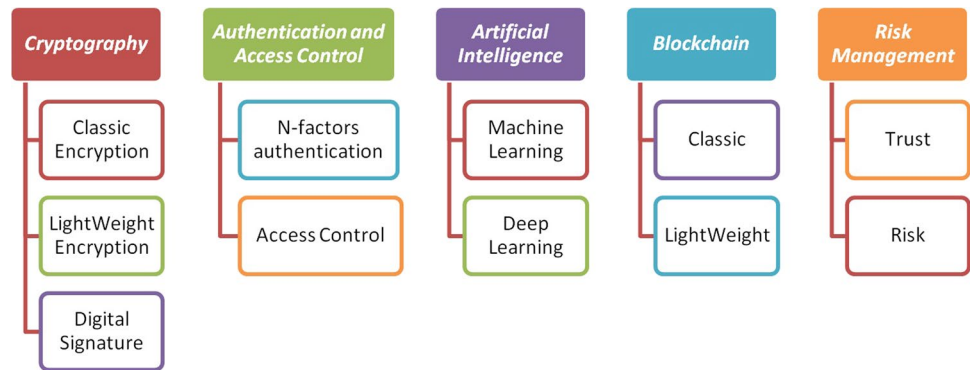 Cryptography
Classic
Encryption
LightWeight
Encryption
Digital
Signature
Authentication and
Access Control
N-factors
authentication
Access Control
Artificial
Intelligence
Machine
Learning
Deep
Learning
Blockchain
Classic
LightWeight
Risk
Management
Trust
Risk